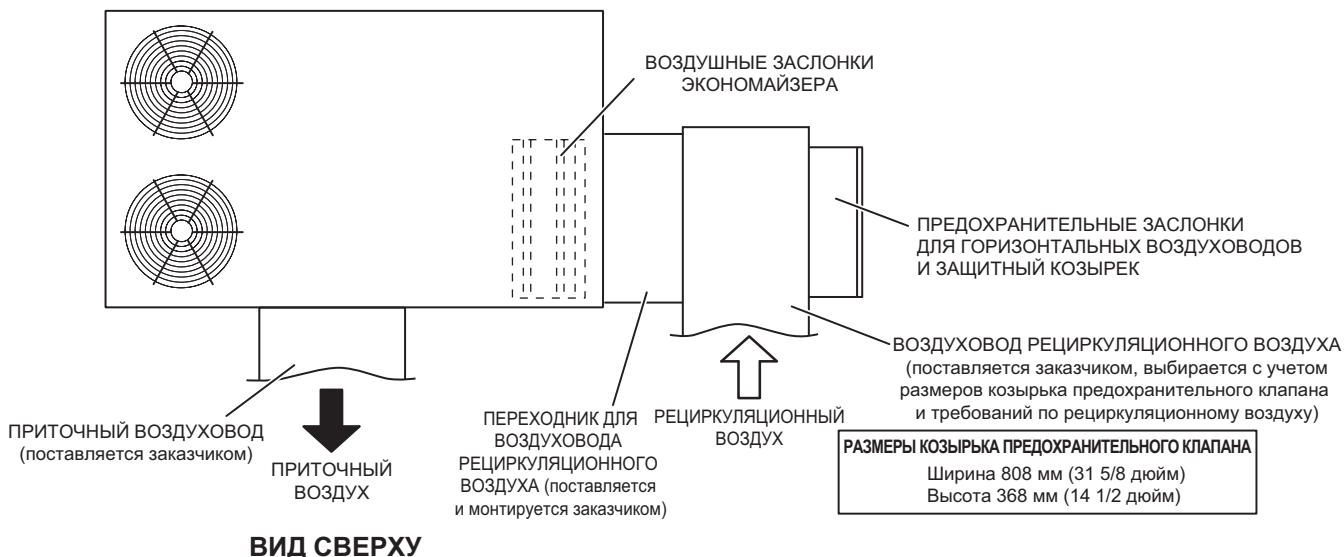 ВОЗДУШНЫЕ ЗАСЛОНКИ
ЭКОНОМАЙЗЕРА
ПРЕДОХРАНИТЕЛЬНЫЕ ЗАСЛОНКИ
ДЛЯ ГОРИЗОНТАЛЬНЫХ ВОЗДУХОВОДОВ
И ЗАЩИТНЫЙ КОЗЫРЕК
ВОЗДУХОВОД РЕЦИРКУЛЯЦИОННОГО ВОЗДУХА
(поставляется заказчиком, выбирается с учетом
размеров козырька предохранительного клапана
и требований по рециркуляционному воздуху)
ПРИТОЧНЫЙ ВОЗДУХОВОД
(поставляется заказчиком)
ПРИТОЧНЫЙ
ВОЗДУХ
ПЕРЕХОДНИК ДЛЯ
ВОЗДУХОВОДА
РЕЦИРКУЛЯЦИОННОГО
ВОЗДУХА (поставляется
и монтируется заказчиком)
РЕЦИРКУЛЯЦИОННЫЙ
ВОЗДУХ
РАЗМЕРЫ КОЗЫРЬКА ПРЕДОХРАНИТЕЛЬНОГО КЛАПАНА
Ширина 808 мм (31 5/8 дюйм)
Высота 368 мм (14 1/2 дюйм)
ВИД СВЕРХУ